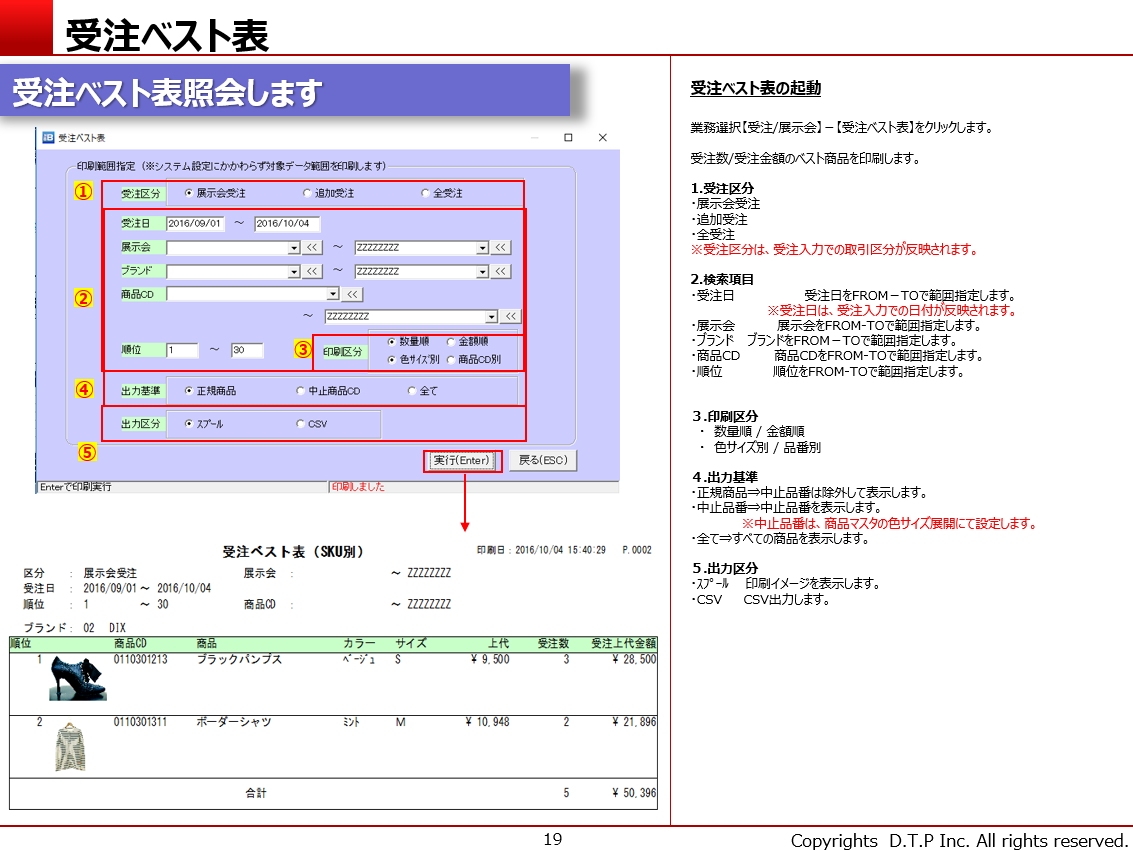 受注ベスト表
受注ベスト表照会します
iB 受注ベスト表
印刷範囲指定（※システム設定にかかわらず対象データ範囲を印刷します）
① 受注区分 展示会受注 追加受注 全受注
受注日 2016/09/01 ～ 2016/10/04
展示会 << ～ ZZZZZZZZ <<
ブランド << ～ ZZZZZZZZ <<
② 商品CD <<
～ ZZZZZZZZ <<
順位 1 ～ 30 ③ 印刷区分 数量順 金額順
色ｻｲｽﾞ別 商品CD別
④ 出力基準 正規商品 中止商品CD 全て
出力区分 ｽﾌﾟｰﾙ CSV
⑤
実行(Enter) 戻る(ESC)
Enterで印刷実行 印刷しました
受注ベスト表（SKU別） 印刷日：2016/10/04 15:40:29 P.0002
区分 ： 展示会受注 展示会 ： ～ ZZZZZZZZ
受注日 ： 2016/09/01～ 2016/10/04
順位 ： 1 ～ 30 商品CD ： ～ ZZZZZZZZ
ブランド： 02 DIX
順位 商品CD 商品 カラー サイズ 上代 受注数 受注上代金額
1 0110301213 ブラックパンプス ﾍﾞｰｼﾞｭ S ¥ 9,500 3 ¥ 28,500
2 0110301311 ボーダーシャツ ﾐﾝﾄ M ¥ 10,948 2 ¥ 21,896
合計 5 ¥ 50,396
受注ベスト表の起動
業務選択【受注/展示会】－【受注ベスト表】をクリックします。
受注数/受注金額のベスト商品を印刷します。
1.受注区分
・展示会受注
・追加受注
・全受注
※受注区分は、受注入力での取引区分が反映されます。
2.検索項目
・受注日 受注日をFROM－TOで範囲指定します。
※受注日は、受注入力での日付が反映されます。
・展示会 展示会をFROM-TOで範囲指定します。
・ブランド ブランドをFROM－TOで範囲指定します。
・商品CD 商品CDをFROM-TOで範囲指定します。
・順位 順位をFROM-TOで範囲指定します。
３.印刷区分
・ 数量順 / 金額順
・ 色サイズ別 / 品番別
４.出力基準
・正規商品⇒中止品番は除外して表示します。
・中止品番⇒中止品番を表示します。
※中止品番は、商品マスタの色サイズ展開にて設定します。
・全て⇒すべての商品を表示します。
５.出力区分
・ｽﾌﾟｰﾙ 印刷イメージを表示します。
・CSV CSV出力します。
19
Copyrights D.T.P Inc. All rights reserved.